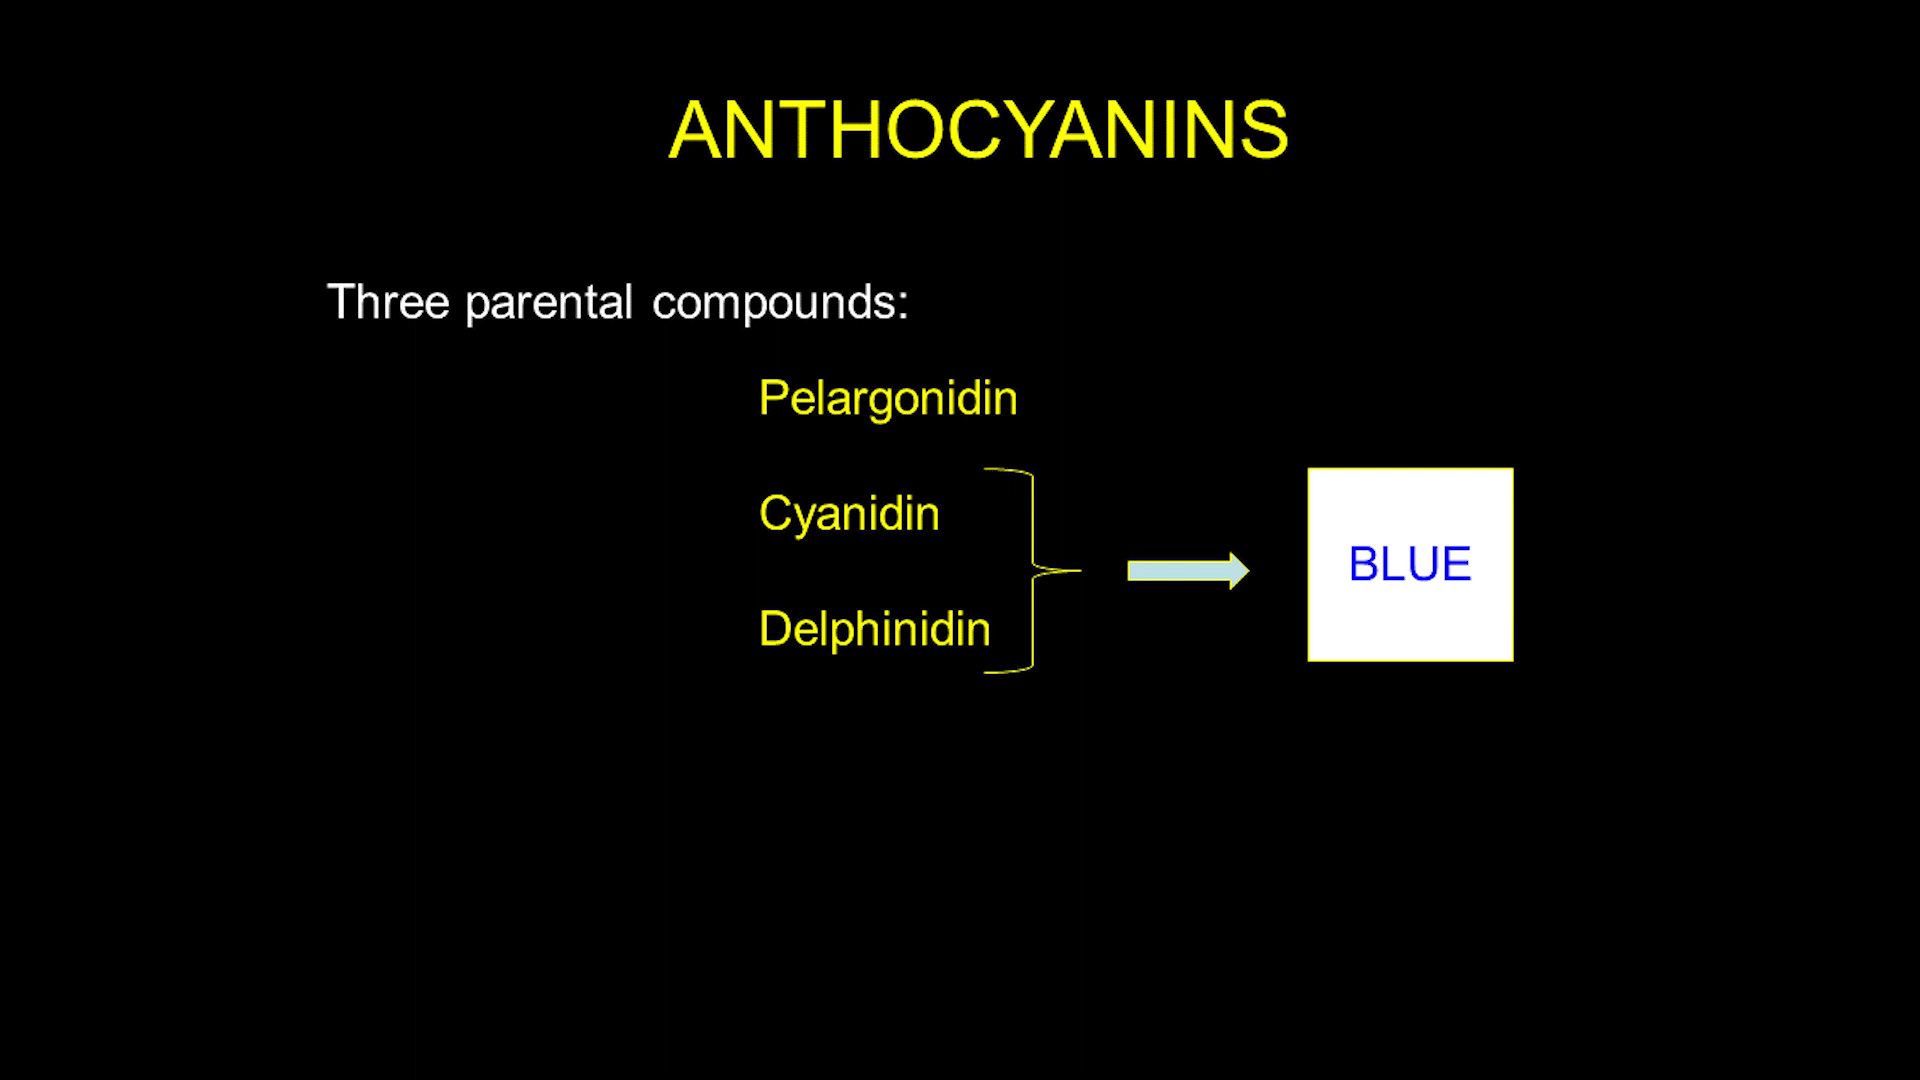 ANTHOCYANINS
Three parental compounds:
Pelargonidin
Cyanidin
BLUE
Delphinidin